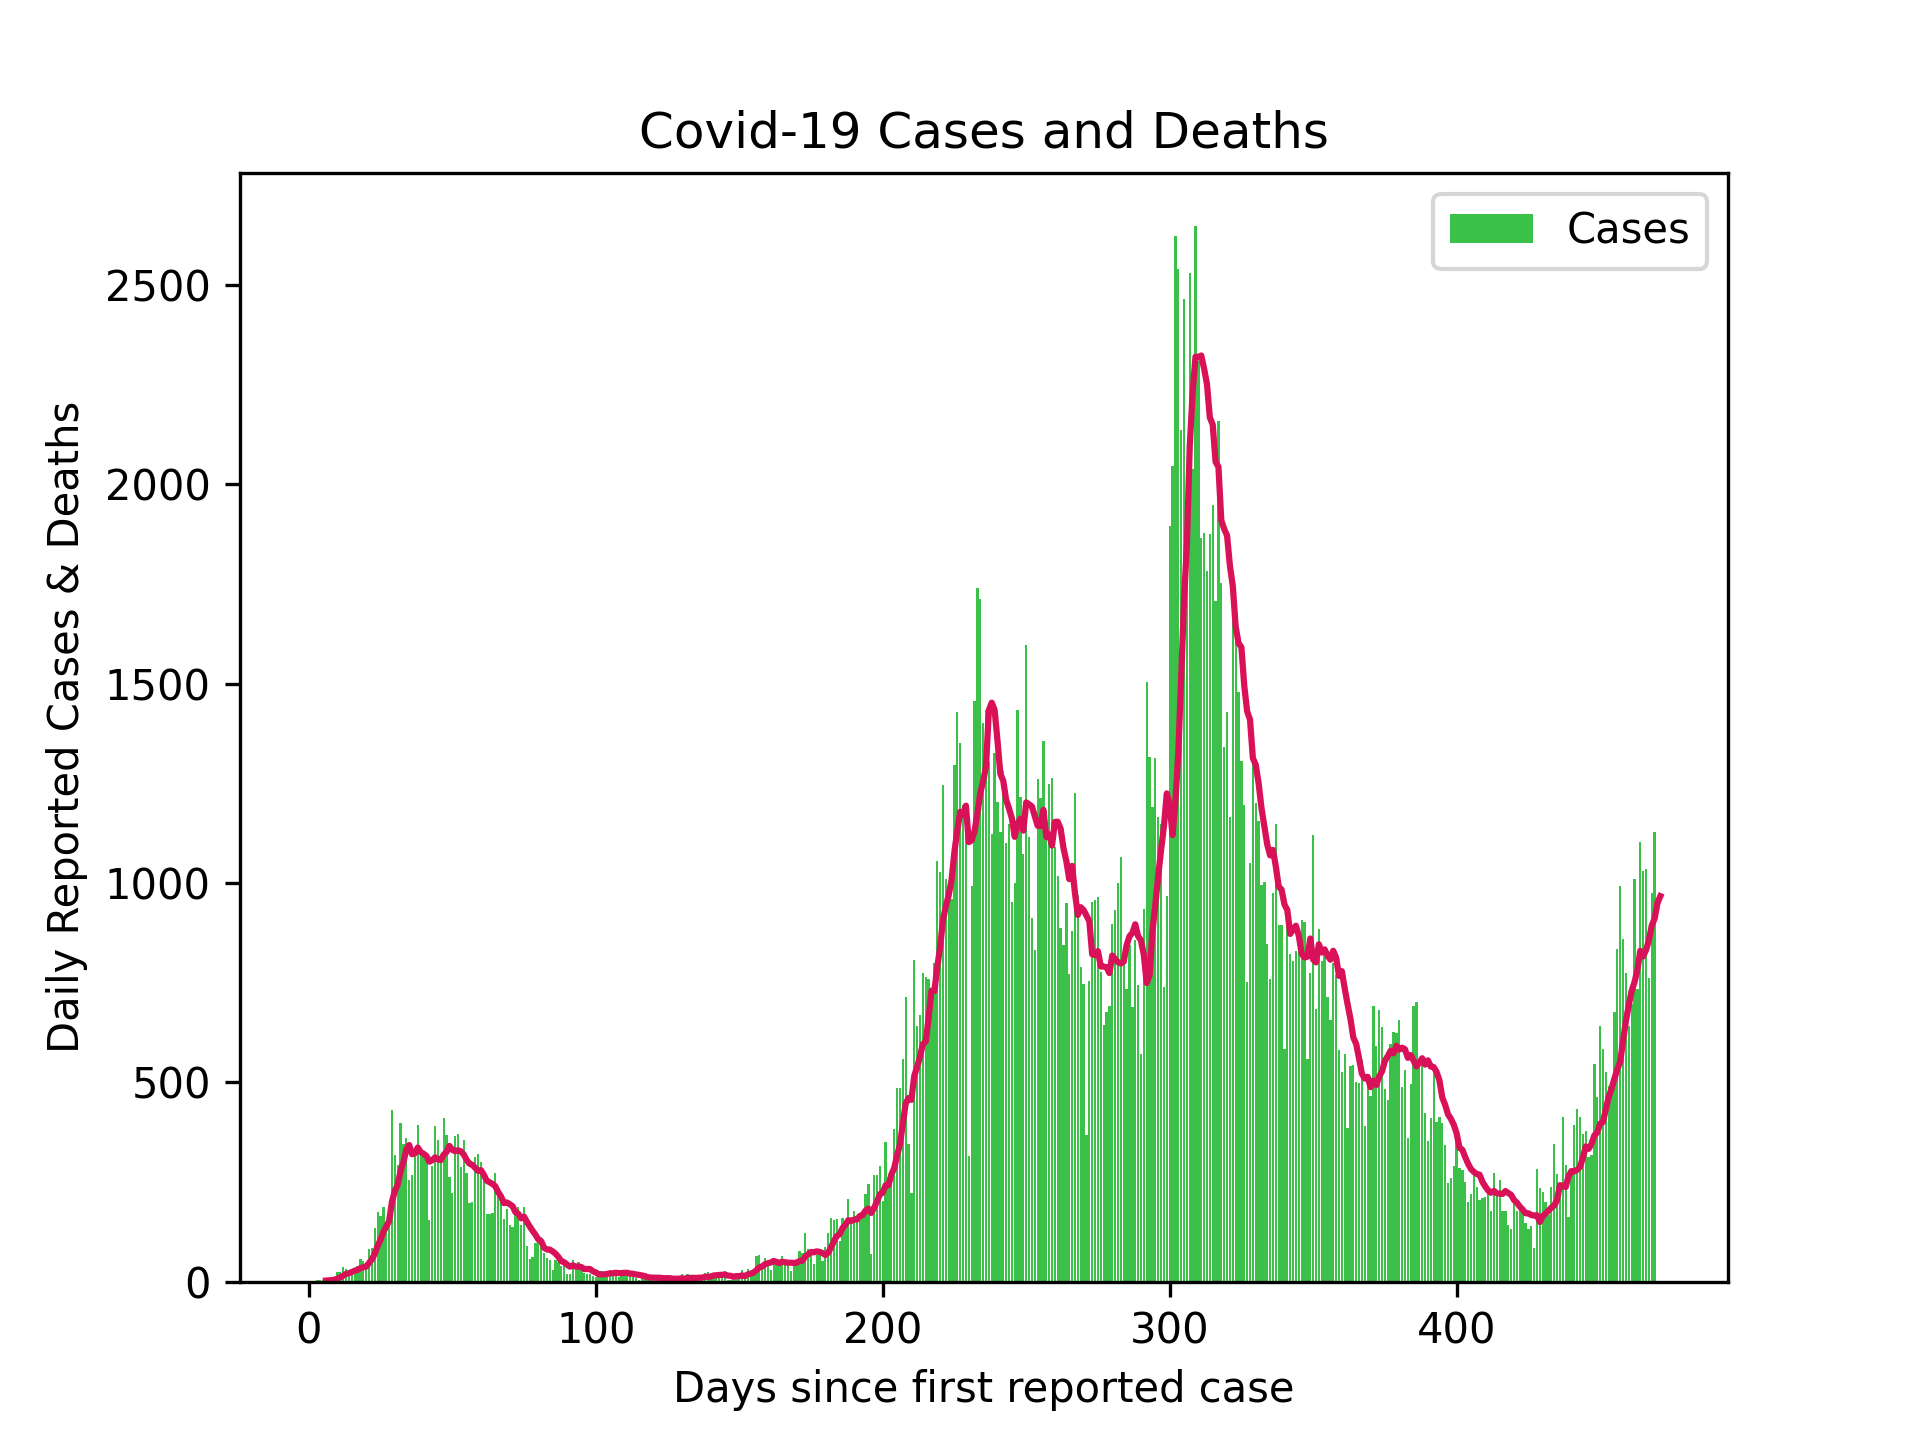 Covid-19 Cases and Deaths
Cases
Daily Reported Cases & Deaths
2500
2000
1500
1000
500
0
0 100 200 300 400
Days since first reported case